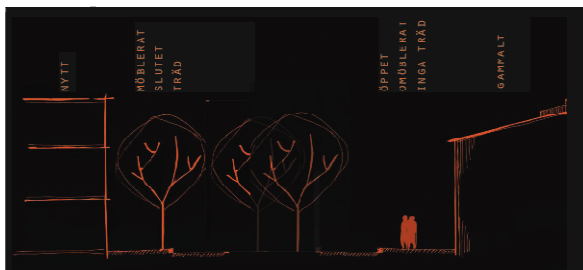 NYTT
MÖBLERAT
SLUTET
TRÄD
ÖPPET
OMÖBLERAT
INGA TRÄD
GAMMALT